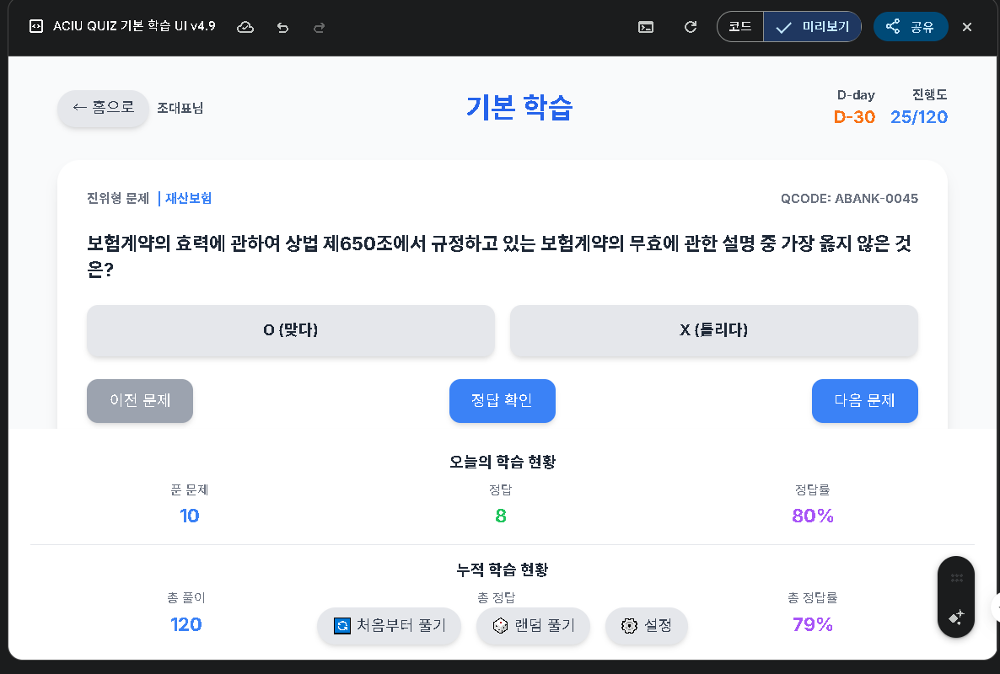 ACIU QUIZ 기본 학습 UI v4.9
코드
미리보기
공유
← 홈으로
조대표님
기본 학습
D-day
진행도
D-30
25/120
진위형 문제 | 재산보험
QCODE: ABANK-0045
보험계약의 효력에 관하여 상법 제650조에서 규정하고 있는 보험계약의 무효에 관한 설명 중 가장 옳지 않은 것
은?
O (맞다)
X (틀리다)
이전 문제
정답 확인
다음 문제
오늘의 학습 현황
푼 문제
정답
정답률
10
8
80%
누적 학습 현황
총 풀이
총 정답
총 정답률
120
처음부터 풀기
랜덤 풀기
설정
79%